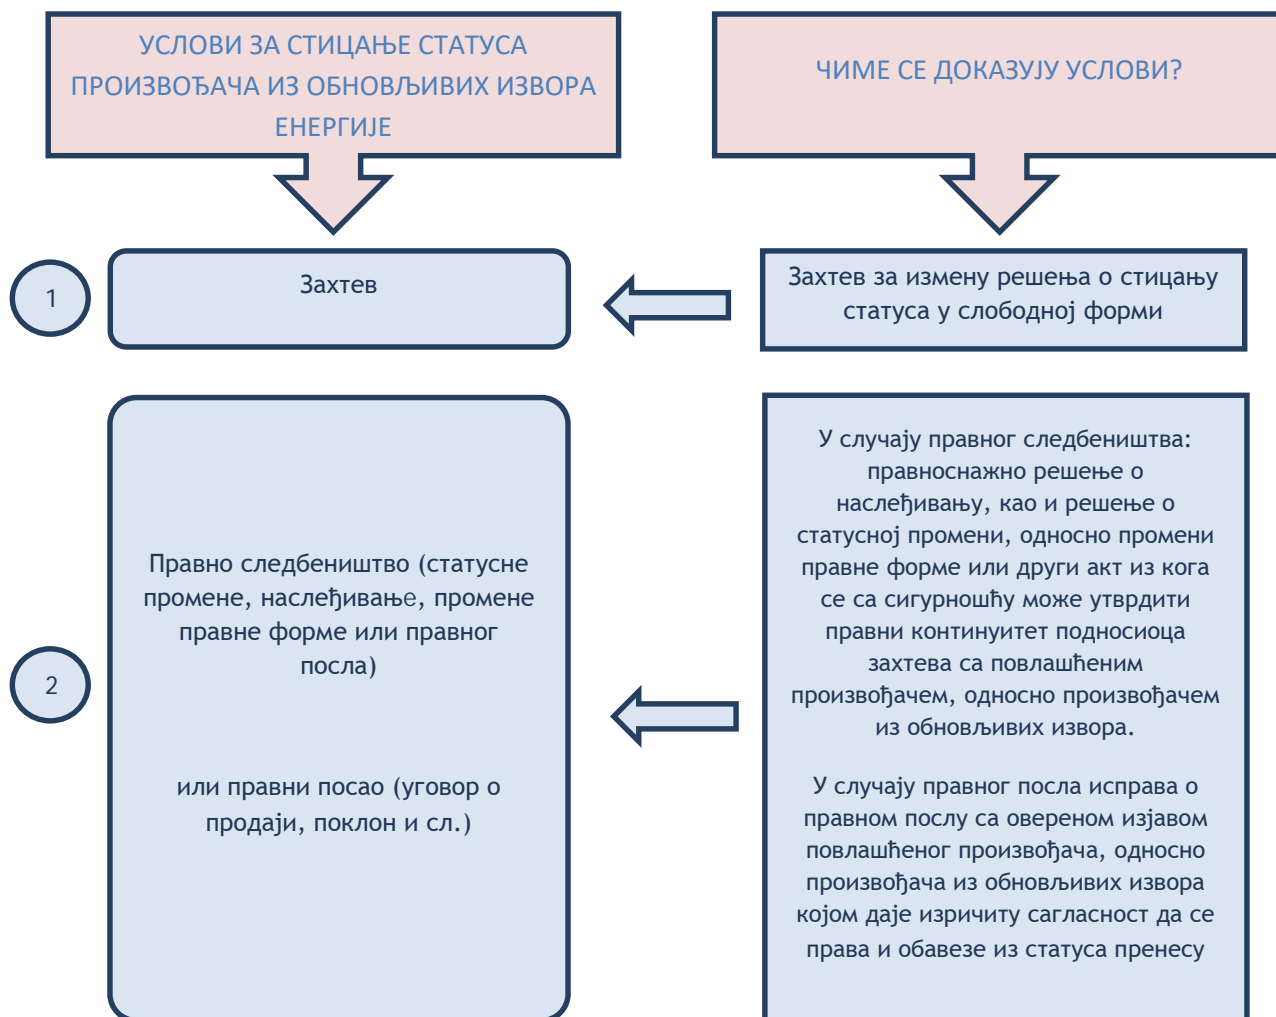 УСЛОВИ ЗА СТИЦАЊЕ СТАТУСА
ПРОИЗВОЂАЧА ИЗ ОБНОВЉИВИХ ИЗВОРА
ЕНЕРГИЈЕ
ЧИМЕ СЕ ДОКАЗУЈУ УСЛОВИ?
1
Захтев
Захтев за измену решења о стицању
статуса у слободној форми
2
Правно следбеништво (статусне
промене, наслеђивање, промене
правне форме или правног
посла)
или правни посао (уговор о
продаји, поклон и сл.)
У случају правног следбеништва:
правноснажно решење о
наслеђивању, као и решење о
статусној промени, односно промени
правне форме или други акт из кога
се са сигурношћу може утврдити
правни континуитет подносиоца
захтева са повлашћеним
произвођачем, односно произвођачем
из обновљивих извора.
У случају правног посла исправа о
правном послу са овереном изјавом
повлашћеног произвођача, односно
произвођача из обновљивих извора
којом даје изричиту сагласност да се
права и обавезе из статуса пренесу